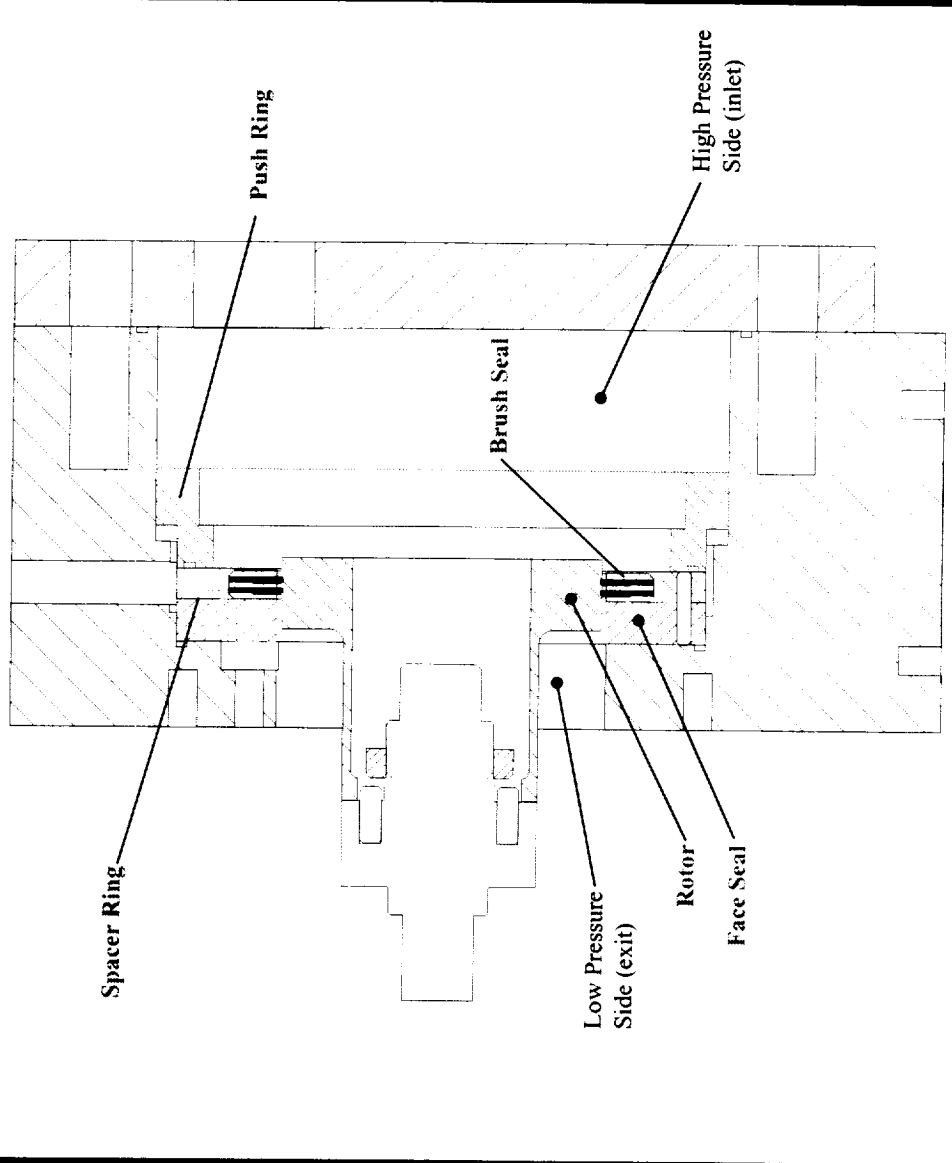 Spacer Ring
Push Ring
Low Pressure
Side (exit)
Rotor
Face Seal
Brush Seal
High Pressure
Side (inlet)